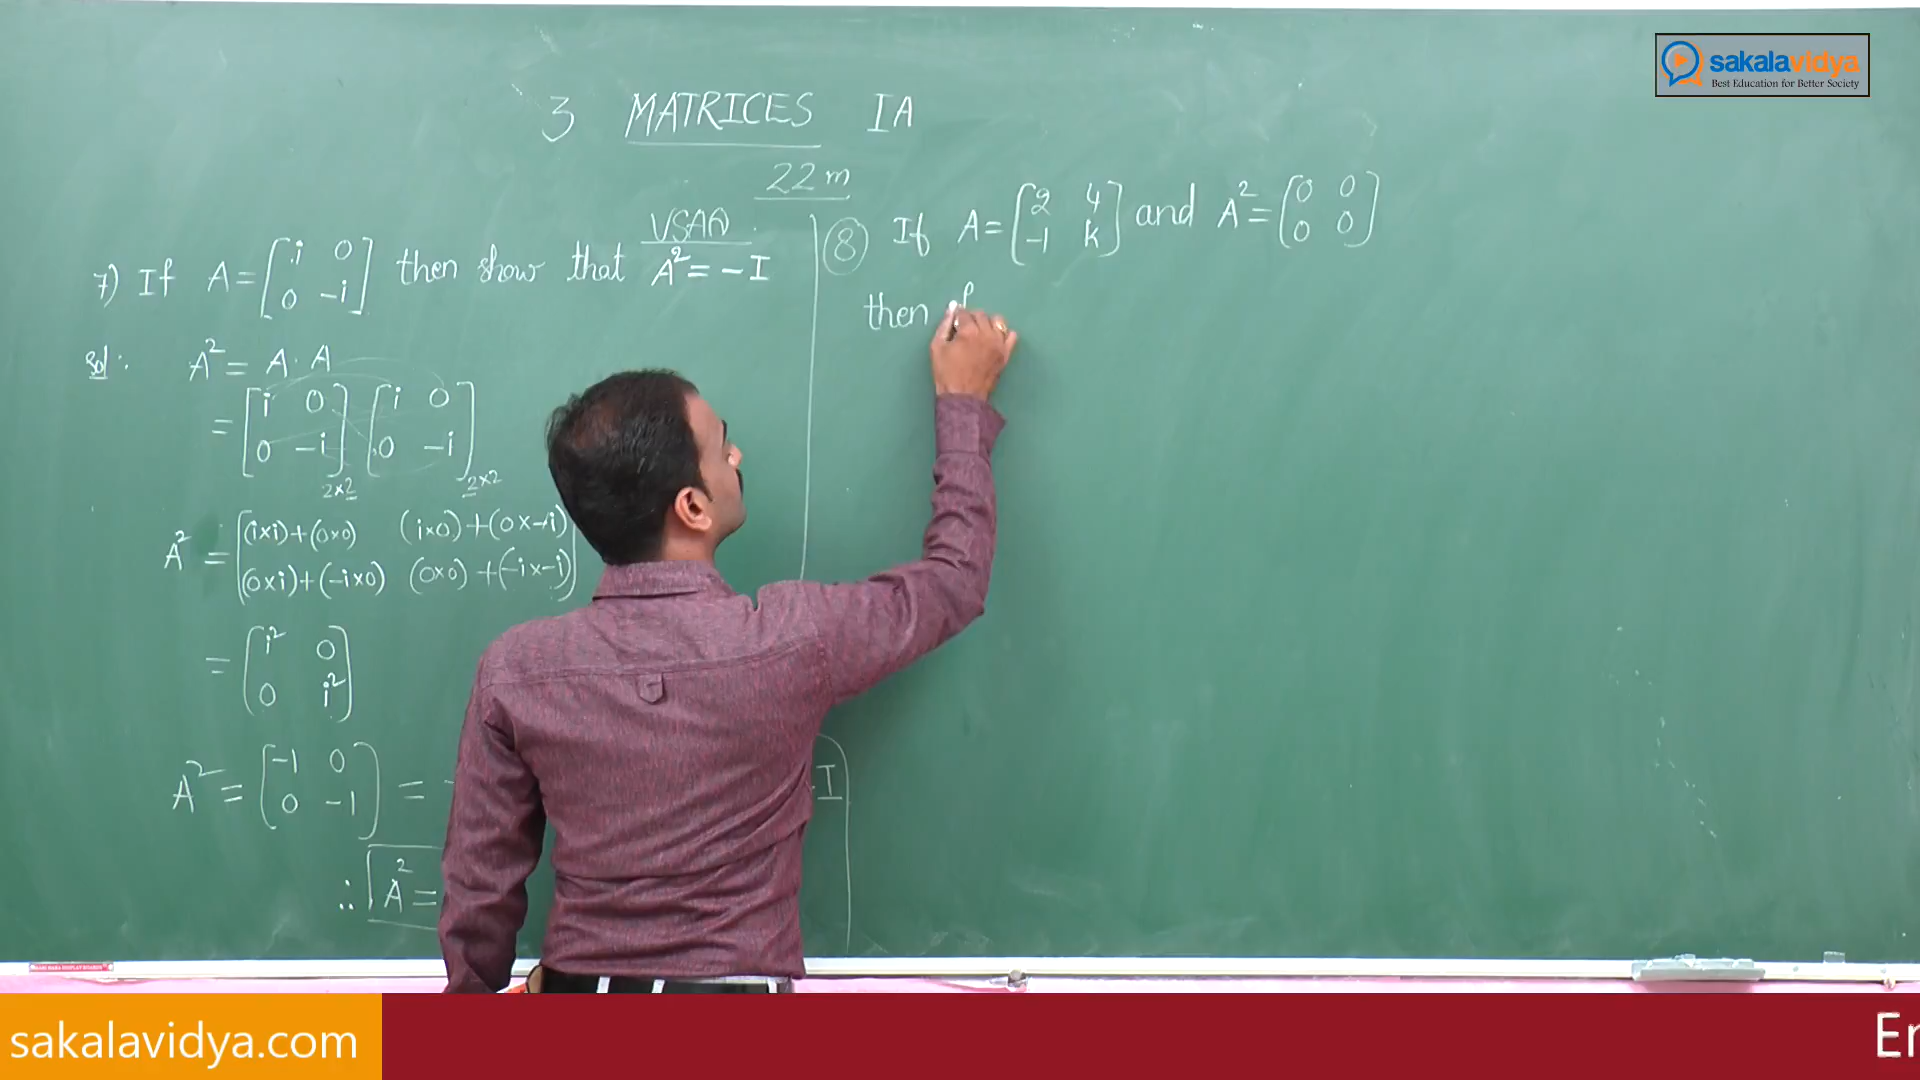 sakalavidya
Best Education for Better Society
3 MATRICES IA
22 m
VSAQ
7) If A = [i 0 0 -i] then show that A² = -I
Sol: A² = A · A
= [i 0 0 -i] 2×2 [i 0 0 -i] 2×2
A² = [(i×i)+(0×0) (i×0)+(0×-i) (0×i)+(-i×0) (0×0)+(-i×-i)]
= [i² 0 0 i²]
A² = [-1 0 0 -1] = -
I
∴ A² =
8 If A = [2 4 -1 k] and A² = [0 0 0 0]
then
sakalavidya.com